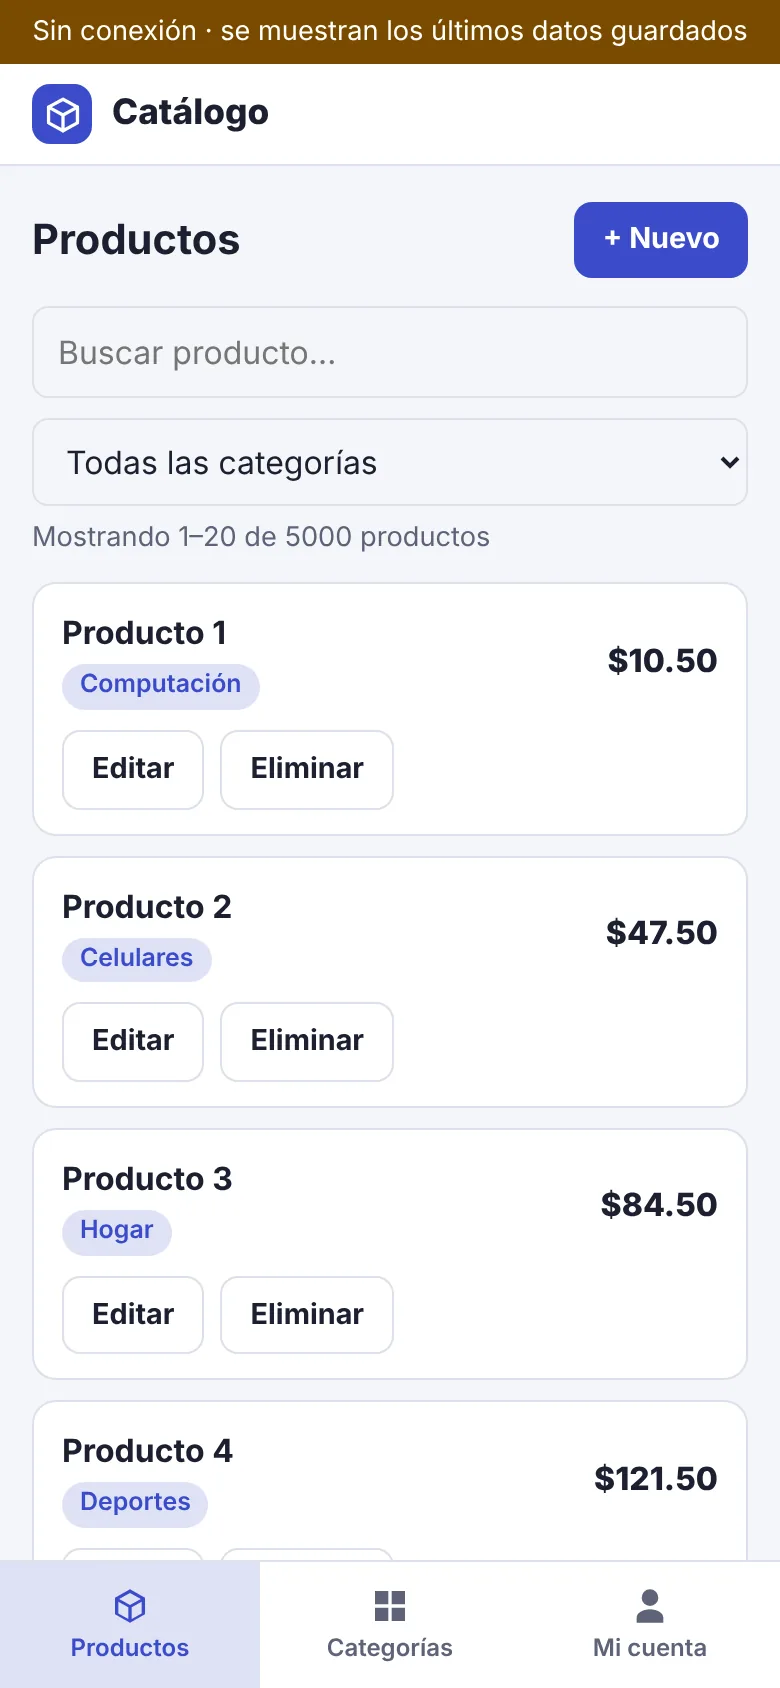 Sin conexión · se muestran los últimos datos guardados
Catálogo
Productos
+ Nuevo
Buscar producto...
Todas las categorías
Mostrando 1–20 de 5000 productos
Producto 1
$10.50
Computación
Editar
Eliminar
Producto 2
$47.50
Celulares
Editar
Eliminar
Producto 3
$84.50
Hogar
Editar
Eliminar
Producto 4
$121.50
Deportes
Productos
Categorías
Mi cuenta